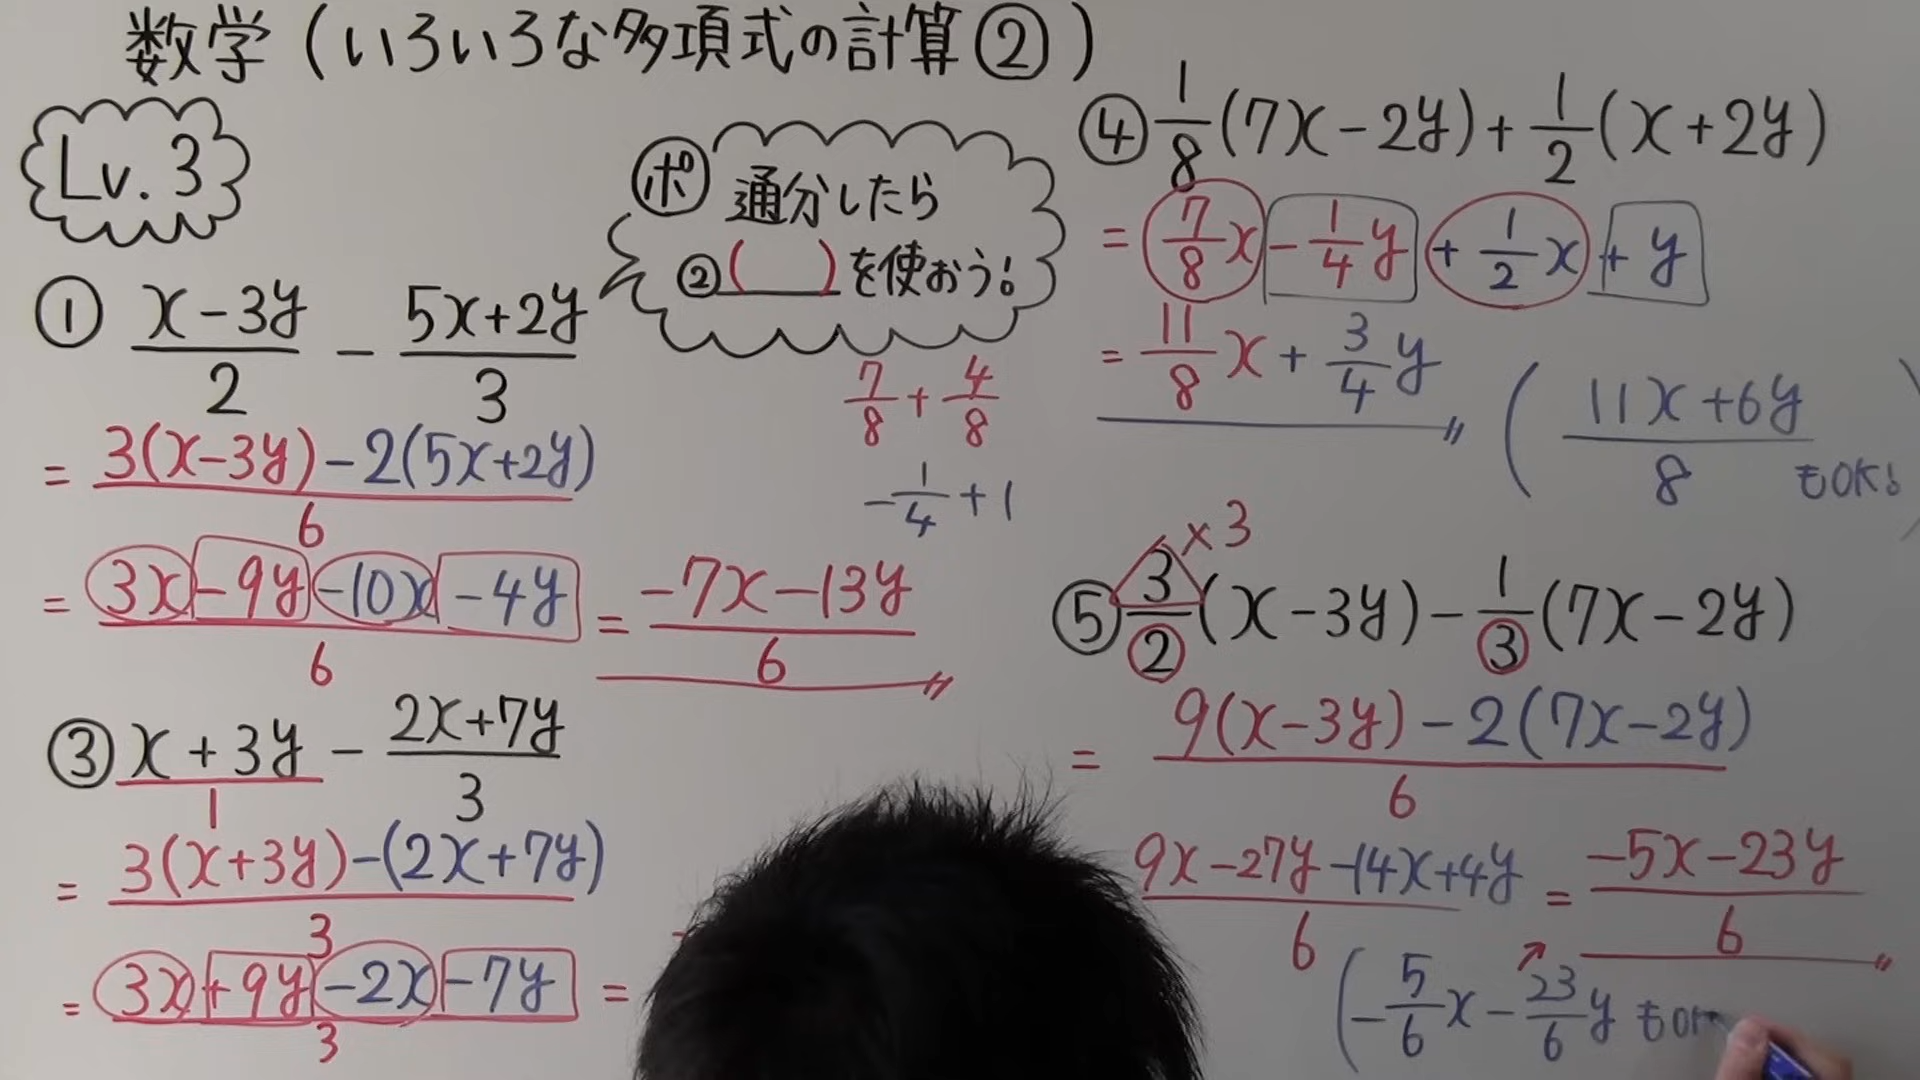 数学(いろいろな多項式の計算②)
Lv. 3
ポ 通分したら
②( )を使おう!
① (x-3y)/2 - (5x+2y)/3
= (3(x-3y)-2(5x+2y))/6
= (3x-9y-10x-4y)/6 = (-7x-13y)/6
③ (x+3y)/1 - (2x+7y)/3
= (3(x+3y)-(2x+7y))/3
= (3x+9y-2x-7y)/3 =
7/8 + 4/8
-1/4 + 1
④ 1/8(7x-2y)+1/2(x+2y)
= 7/8x - 1/4y + 1/2x + y
= 11/8x + 3/4y ((11x+6y)/8 もOK!)
×3
⑤ 3/2(x-3y)-1/3(7x-2y)
= (9(x-3y)-2(7x-2y))/6
(9x-27y-14x+4y)/6 = (-5x-23y)/6
(-5/6x - 23/6y もOK